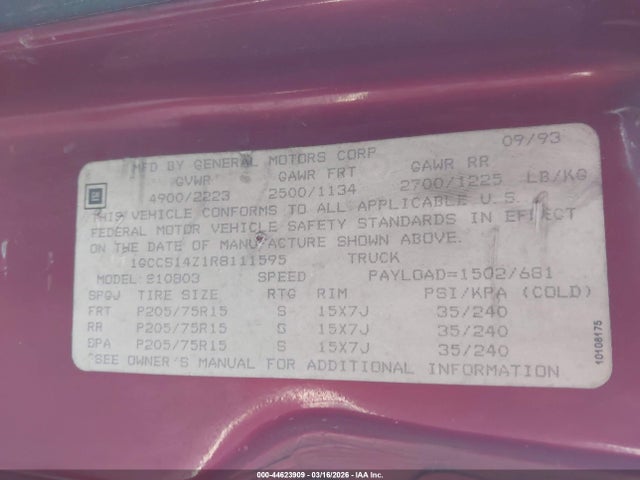 09/93
MFD BY GENERAL MOTORS CORP
GVWR GAWR FRT GAWR RR
4900/2223 2500/1134 2700/1225 LB/KG
THIS VEHICLE CONFORMS TO ALL APPLICABLE U.S.
FEDERAL MOTOR VEHICLE SAFETY STANDARDS IN EFFECT
ON THE DATE OF MANUFACTURE SHOWN ABOVE.
1GCCS14Z1R8111595 TRUCK
MODEL: S10803 SPEED PAYLOAD=1502/681
SPGJ TIRE SIZE RTG RIM PSI/KPA (COLD)
FRT P205/75R15 S 15X7J 35/240
RR P205/75R15 S 15X7J 35/240
SPA P205/75R15 S 15X7J 35/240
SEE OWNER'S MANUAL FOR ADDITIONAL INFORMATION
10108175
GM
000-44623909 - 03/16/2026 - IAA Inc.